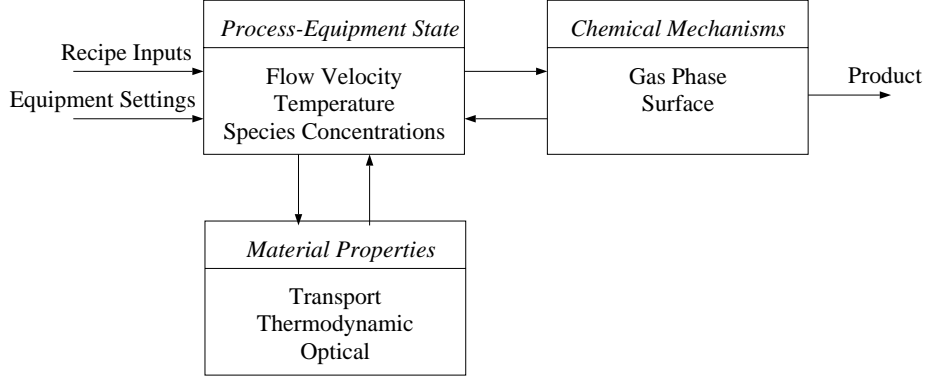 Recipe Inputs
Equipment Settings
Process-Equipment State
Flow Velocity
Temperature
Species Concentrations
Chemical Mechanisms
Gas Phase
Surface
Product
Material Properties
Transport
Thermodynamic
Optical